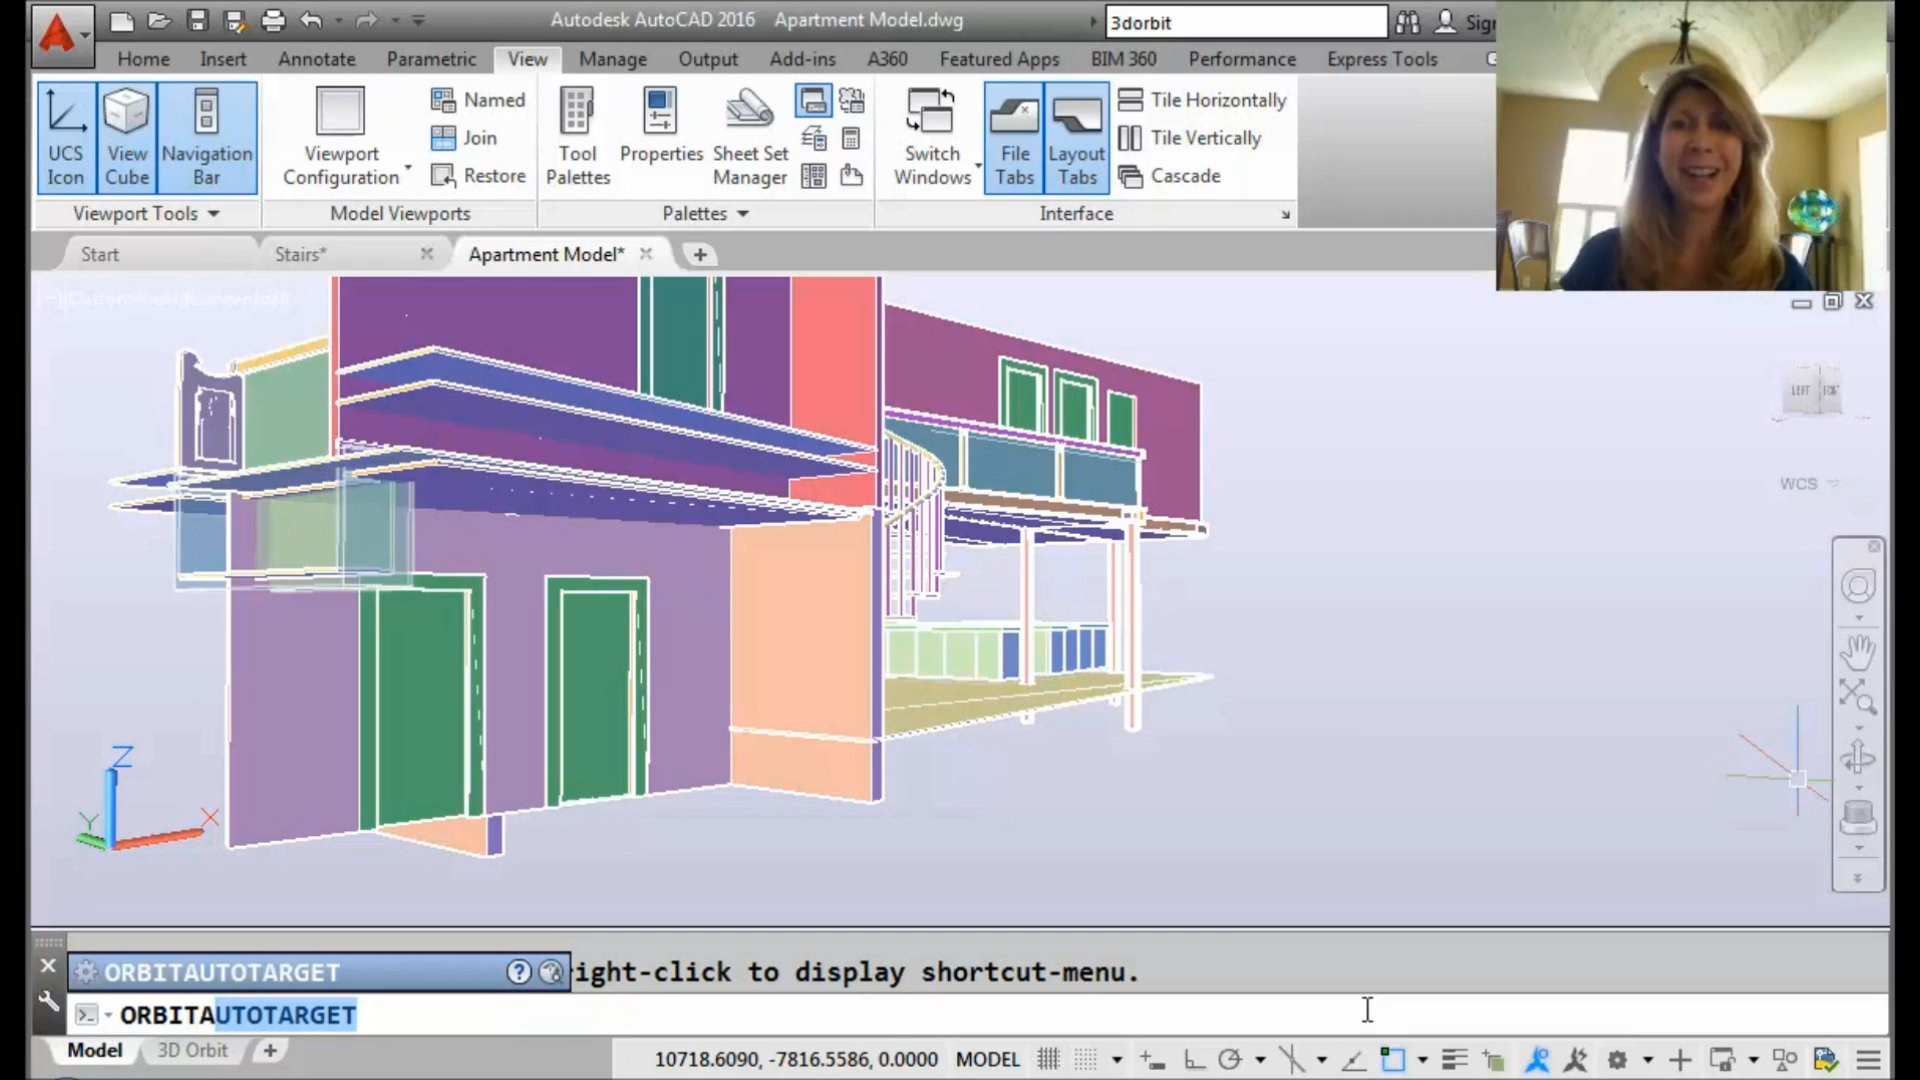 Autodesk AutoCAD 2016 Apartment Model.dwg
3dorbit
Home Insert Annotate Parametric View Manage Output Add-ins A360 Featured Apps BIM 360 Performance Express Tools
UCS Icon
View Cube
Navigation Bar
Viewport Configuration
Named
Join
Restore
Tool Palettes
Properties
Sheet Set Manager
Switch Windows
File Tabs
Layout Tabs
Tile Horizontally
Tile Vertically
Cascade
Viewport Tools
Model Viewports
Palettes
Interface
Start
Stairs*
Apartment Model*
LEFT
WCS
Z
Y
X
ORBITAUTOTARGET
ight-click to display shortcut-menu.
ORBITAUTOTARGET
Model
3D Orbit
10718.6090, -7816.5586, 0.0000 MODEL